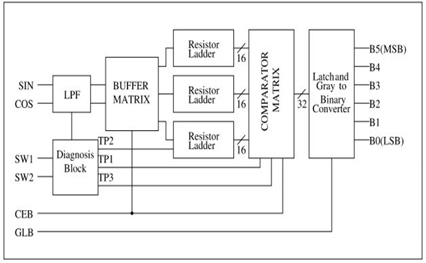 SIN
COS
LPF
BUFFER
MATRIX
Resistor
Ladder
16
Resistor
Ladder
16
Resistor
Ladder
16
COMPARATOR
MATRIX
32
Latchand
Gray to
Binary
Converter
B5(MSB)
B4
B3
B2
B1
B0(LSB)
SW1
SW2
Diagnosis
Block
TP2
TP1
TP3
CEB
GLB